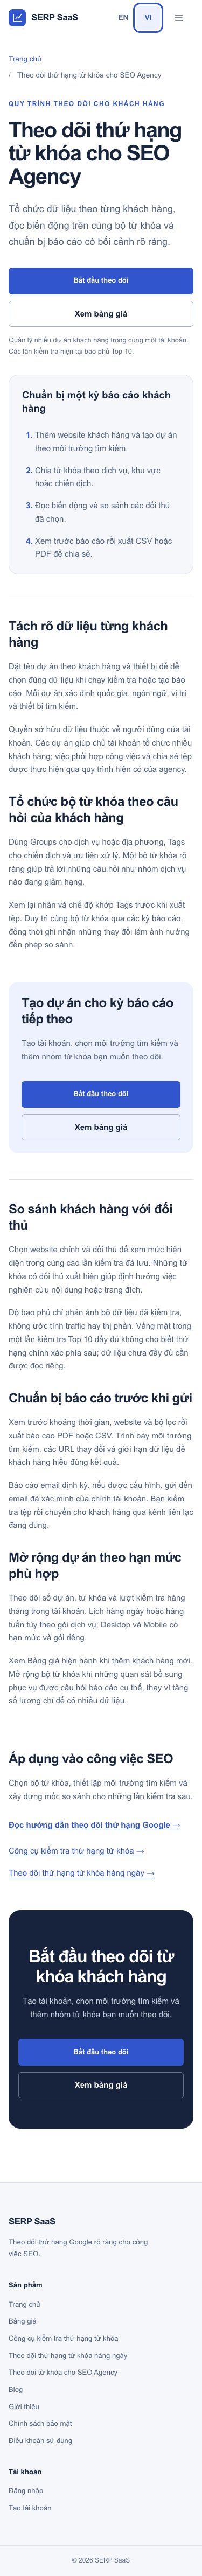 SERP SaaS
EN
VI
Trang chủ
/ Theo dõi thứ hạng từ khóa cho SEO Agency
QUY TRÌNH THEO DÕI CHO KHÁCH HÀNG
Theo dõi thứ hạng
từ khóa cho SEO
Agency
Tổ chức dữ liệu theo từng khách hàng,
đọc biến động trên cùng bộ từ khóa và
chuẩn bị báo cáo có bối cảnh rõ ràng.
Bắt đầu theo dõi
Xem bảng giá
Quản lý nhiều dự án khách hàng trong cùng một tài khoản.
Các lần kiểm tra hiện tại bao phủ Top 10.
Chuẩn bị một kỳ báo cáo khách
hàng
1. Thêm website khách hàng và tạo dự án
theo môi trường tìm kiếm.
2. Chia từ khóa theo dịch vụ, khu vực
hoặc chiến dịch.
3. Đọc biến động và so sánh các đối thủ
đã chọn.
4. Xem trước báo cáo rồi xuất CSV hoặc
PDF để chia sẻ.
Tách rõ dữ liệu từng khách
hàng
Đặt tên dự án theo khách hàng và thiết bị để dễ
chọn đúng dữ liệu khi chạy kiểm tra hoặc tạo báo
cáo. Mỗi dự án xác định quốc gia, ngôn ngữ, vị trí
và thiết bị tìm kiếm.
Quyền sở hữu dữ liệu thuộc về người dùng của tài
khoản. Các dự án giúp chủ tài khoản tổ chức nhiều
khách hàng; việc phối hợp công việc và chia sẻ tệp
được thực hiện qua quy trình hiện có của agency.
Tổ chức bộ từ khóa theo câu
hỏi của khách hàng
Dùng Groups cho dịch vụ hoặc địa phương, Tags
cho chiến dịch và ưu tiên xử lý. Một bộ từ khóa rõ
ràng giúp trả lời những câu hỏi như nhóm dịch vụ
nào đang giảm hạng.
Xem lại nhãn và chế độ khớp Tags trước khi xuất
tệp. Duy trì cùng bộ từ khóa qua các kỳ báo cáo,
đồng thời ghi nhận những thay đổi làm ảnh hưởng
đến phép so sánh.
Tạo dự án cho kỳ báo cáo
tiếp theo
Tạo tài khoản, chọn môi trường tìm kiếm và
thêm nhóm từ khóa bạn muốn theo dõi.
Bắt đầu theo dõi
Xem bảng giá
So sánh khách hàng với đối
thủ
Chọn website chính và đối thủ để xem mức hiện
diện trong cùng các lần kiểm tra đã lưu. Những từ
khóa có đối thủ xuất hiện giúp định hướng việc
nghiên cứu nội dung hoặc trang đích.
Độ bao phủ chỉ phản ánh bộ dữ liệu đã kiểm tra,
không ước tính traffic hay thị phần. Vắng mặt trong
một lần kiểm tra Top 10 đầy đủ không cho biết thứ
hạng chính xác phía sau; dữ liệu chưa đầy đủ cần
được đọc riêng.
Chuẩn bị báo cáo trước khi gửi
Xem trước khoảng thời gian, website và bộ lọc rồi
xuất báo cáo PDF hoặc CSV. Trình bày môi trường
tìm kiếm, các URL thay đổi và giới hạn dữ liệu để
khách hàng hiểu đúng kết quả.
Báo cáo email định kỳ, nếu được cấu hình, gửi đến
email đã xác minh của chính tài khoản. Bạn kiểm
tra tệp rồi chuyển cho khách hàng qua kênh liên lạc
đang dùng.
Mở rộng dự án theo hạn mức
phù hợp
Theo dõi số dự án, từ khóa và lượt kiểm tra hàng
tháng trong tài khoản. Lịch hàng ngày hoặc hàng
tuần tùy theo gói dịch vụ; Desktop và Mobile có
hạn mức và gói riêng.
Xem Bảng giá hiện hành khi thêm khách hàng mới.
Mở rộng bộ từ khóa khi những quan sát bổ sung
phục vụ được câu hỏi báo cáo cụ thể, thay vì tăng
số lượng chỉ để có nhiều dữ liệu.
Áp dụng vào công việc SEO
Chọn bộ từ khóa, thiết lập môi trường tìm kiếm và
xây dựng mốc so sánh cho những lần kiểm tra sau.
Đọc hướng dẫn theo dõi thứ hạng Google →
Công cụ kiểm tra thứ hạng từ khóa →
Theo dõi thứ hạng từ khóa hàng ngày →
Bắt đầu theo dõi từ
khóa khách hàng
Tạo tài khoản, chọn môi trường tìm kiếm và
thêm nhóm từ khóa bạn muốn theo dõi.
Bắt đầu theo dõi
Xem bảng giá
SERP SaaS
Theo dõi thứ hạng Google rõ ràng cho công
việc SEO.
Sản phẩm
Trang chủ
Bảng giá
Công cụ kiểm tra thứ hạng từ khóa
Theo dõi thứ hạng từ khóa hàng ngày
Theo dõi từ khóa cho SEO Agency
Blog
Giới thiệu
Chính sách bảo mật
Điều khoản sử dụng
Tài khoản
Đăng nhập
Tạo tài khoản
© 2026 SERP SaaS